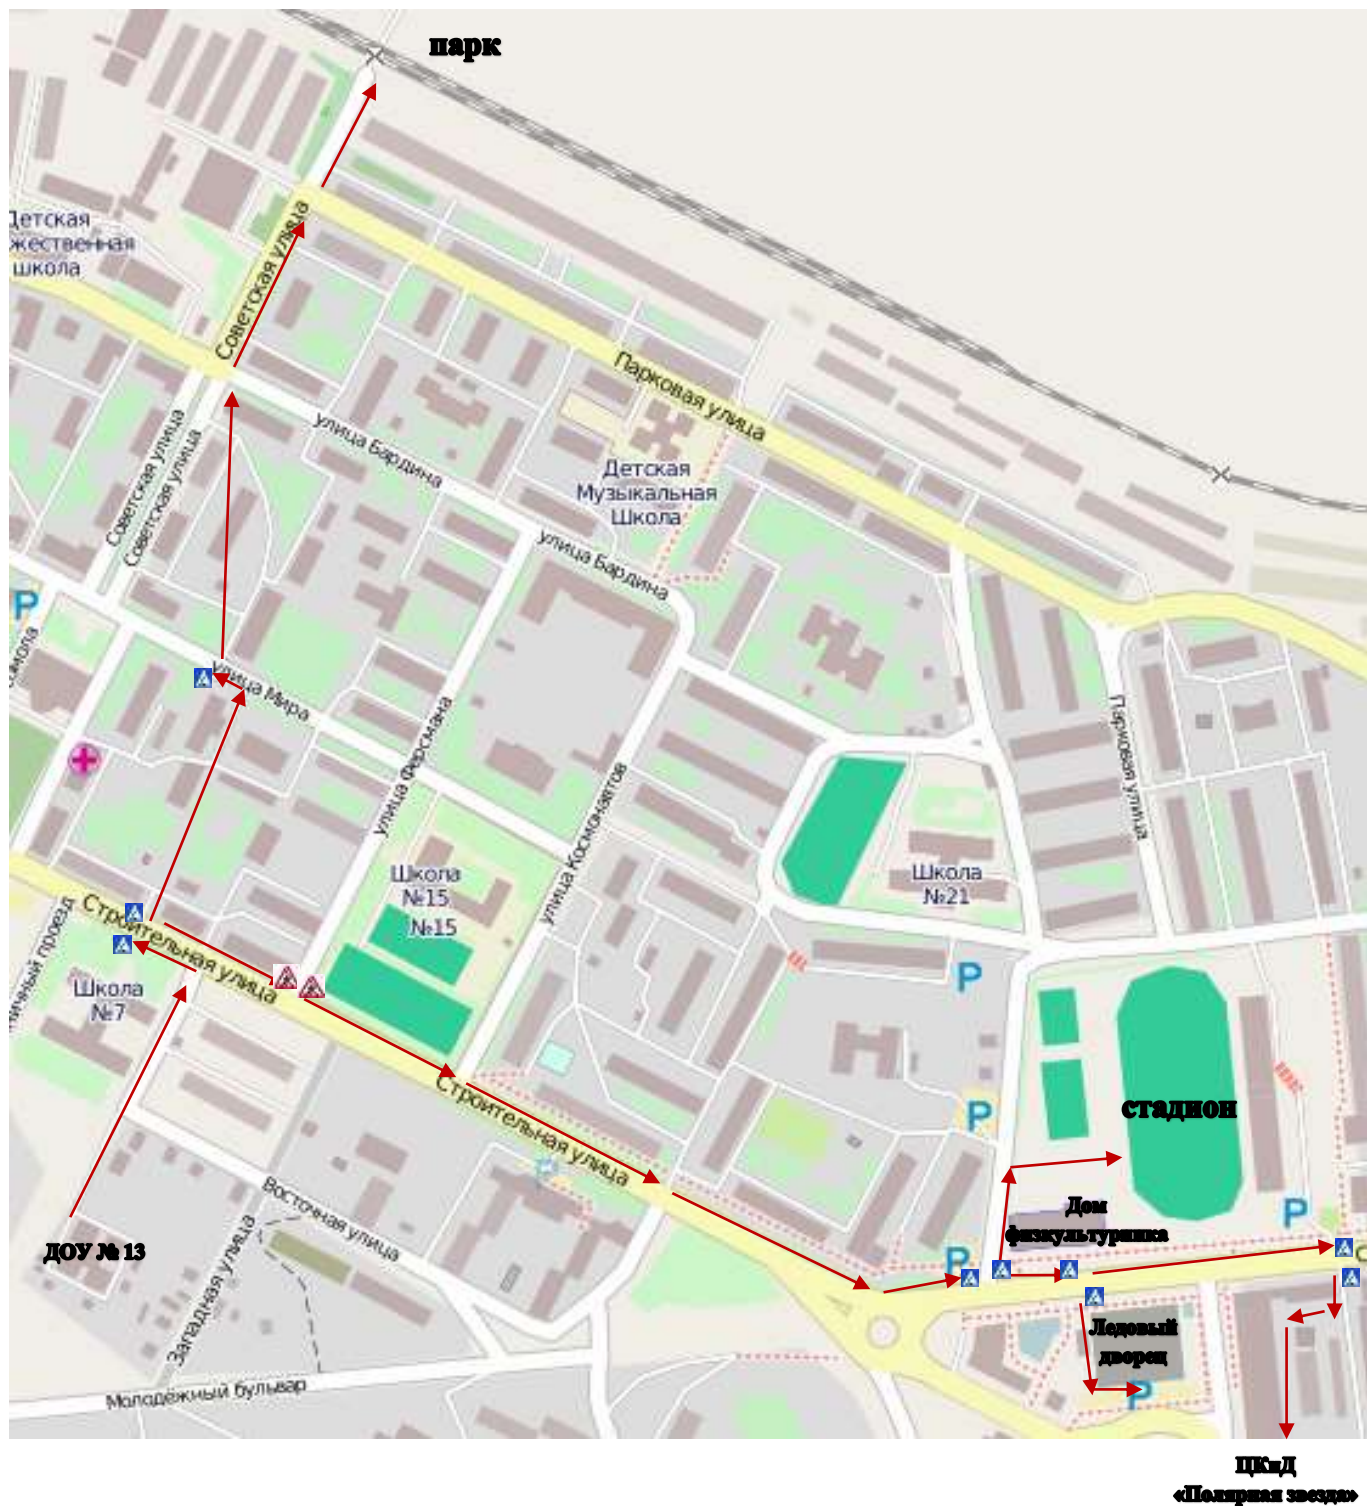 парк
Детская
жественная
школа
Советская улица
Парковая улица
улица Бардина
Советская улица
Советская улица
Детская
Музыкальная
Школа
улица Бардина
P
улица Мира
улица Ферсмана
Парковая улица
улица Космонавтов
Школа
№15
№15
Школа
№21
Строительная улица
Школа
№7
P
P
стадион
Строительная улица
P
Восточная улица
Дом
физкультурника
P
ДОУ № 13
P
Западная улица
Ледовый
дворец
P
Молодёжный бульвар
ЦКиД
«Полярная звезда»